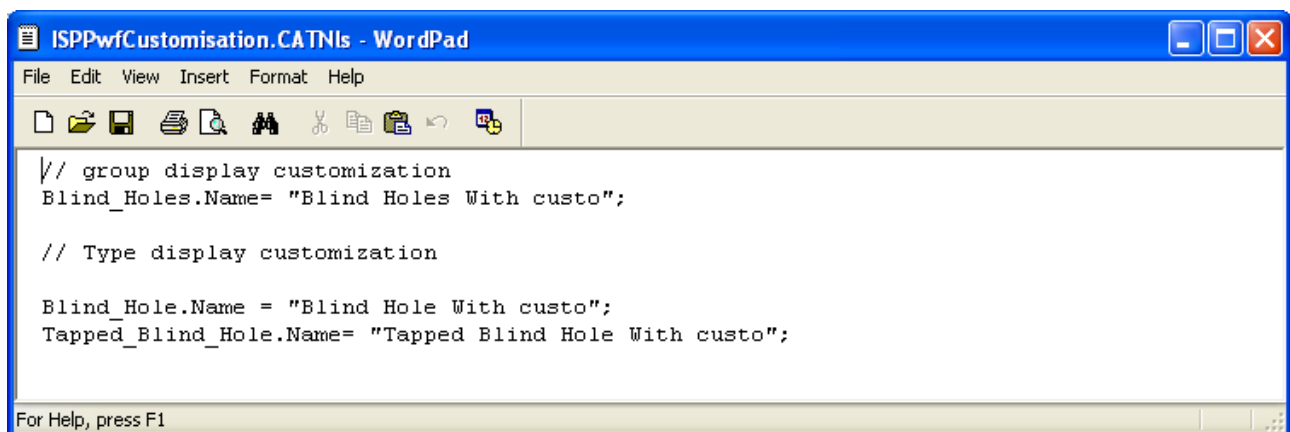 ISPPwfCustomisation.CATNls - WordPad
File Edit View Insert Format Help
// group display customization
Blind_Holes.Name= "Blind Holes With custo";
// Type display customization
Blind_Hole.Name = "Blind Hole With custo";
Tapped_Blind_Hole.Name= "Tapped Blind Hole With custo";
For Help, press F1